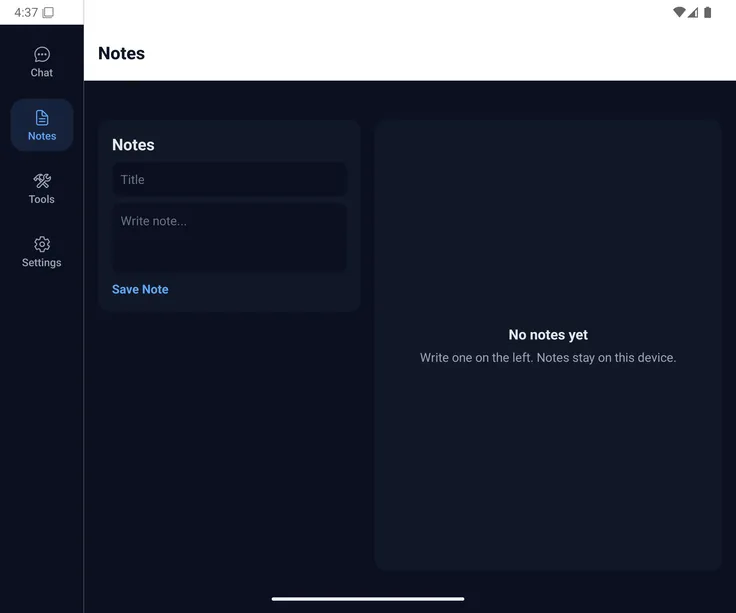 4:37
Chat
Notes
Tools
Settings
Notes
Notes
Title
Write note...
Save Note
No notes yet
Write one on the left. Notes stay on this device.